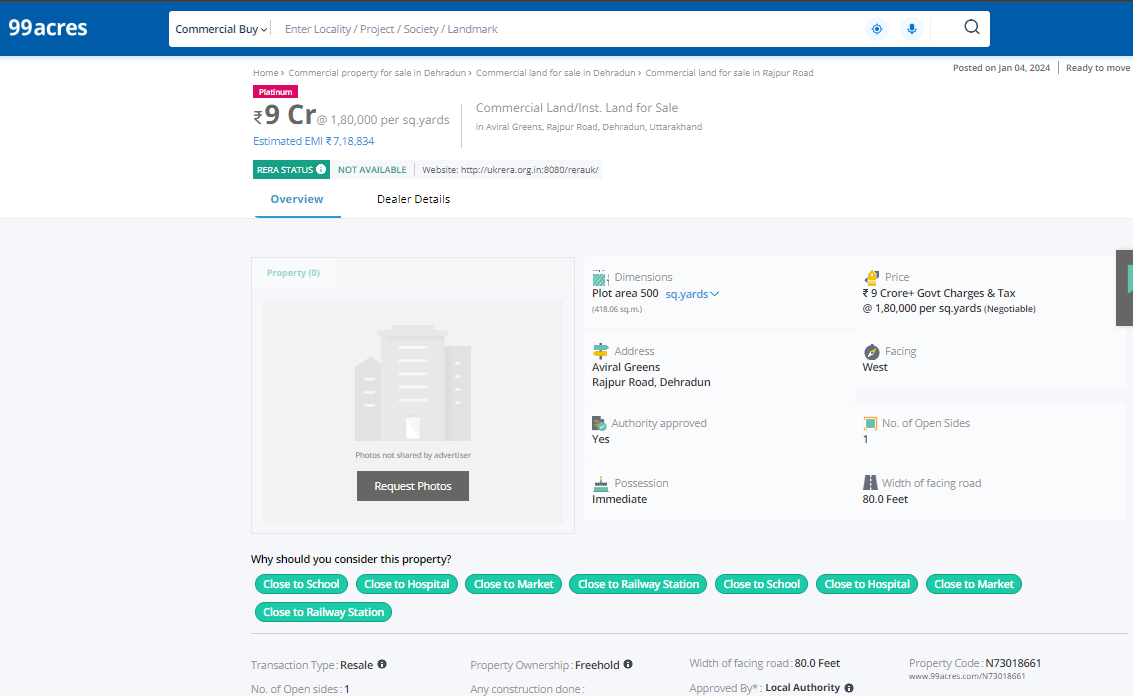 99acres
Commercial Buy
Enter Locality / Project / Society / Landmark
Home > Commercial property for sale in Dehradun > Commercial land for sale in Dehradun > Commercial land for sale in Rajpur Road
Posted on Jan 04, 2024 | Ready to move
Platinum
₹9 Cr @ 1,80,000 per sq.yards
Estimated EMI ₹ 7,18,834
Commercial Land/Inst. Land for Sale
in Aviral Greens, Rajpur Road, Dehradun, Uttarakhand
RERA STATUS ? NOT AVAILABLE | Website: http://ukrera.org.in:8080/rerauk/
Overview
Dealer Details
Property (0)
Photos not shared by advertiser
Request Photos
Dimensions
Plot area 500 sq.yards
(418.06 sq.m.)
Price
₹ 9 Crore+ Govt Charges & Tax
@ 1,80,000 per sq.yards (Negotiable)
Address
Aviral Greens
Rajpur Road, Dehradun
Facing
West
Authority approved
Yes
No. of Open Sides
1
Possession
Immediate
Width of facing road
80.0 Feet
Why should you consider this property?
Close to School Close to Hospital Close to Market Close to Railway Station Close to School Close to Hospital Close to Market
Close to Railway Station
Transaction Type : Resale
Property Ownership : Freehold
Width of facing road : 80.0 Feet
Property Code : N73018661
www.99acres.com/N73018661
No. of Open sides : 1
Any construction done :
Approved By* : Local Authority